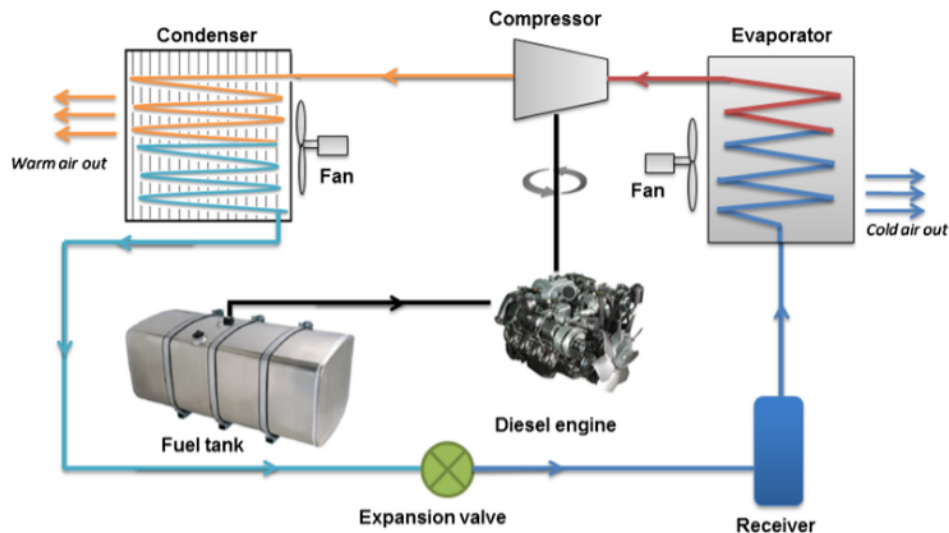 Compressor
Condenser
Evaporator
Warm air out
Fan
Fan
Cold air out
Fuel tank
Diesel engine
Expansion valve
Receiver